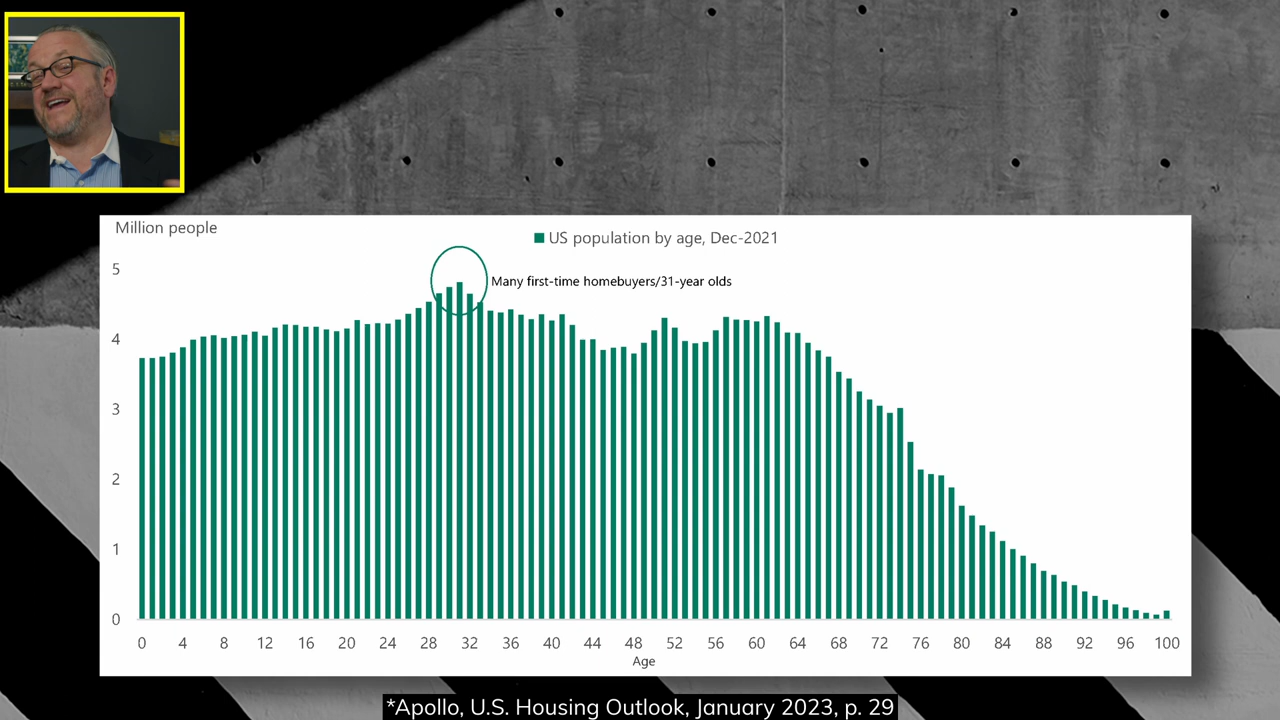 Million people
US population by age, Dec-2021
5
Many first-time homebuyers/31-year olds
4
3
2
1
0
0 4 8 12 16 20 24 28 32 36 40 44 48 52 56 60 64 68 72 76 80 84 88 92 96 100
Age
*Apollo, U.S. Housing Outlook, January 2023, p. 29